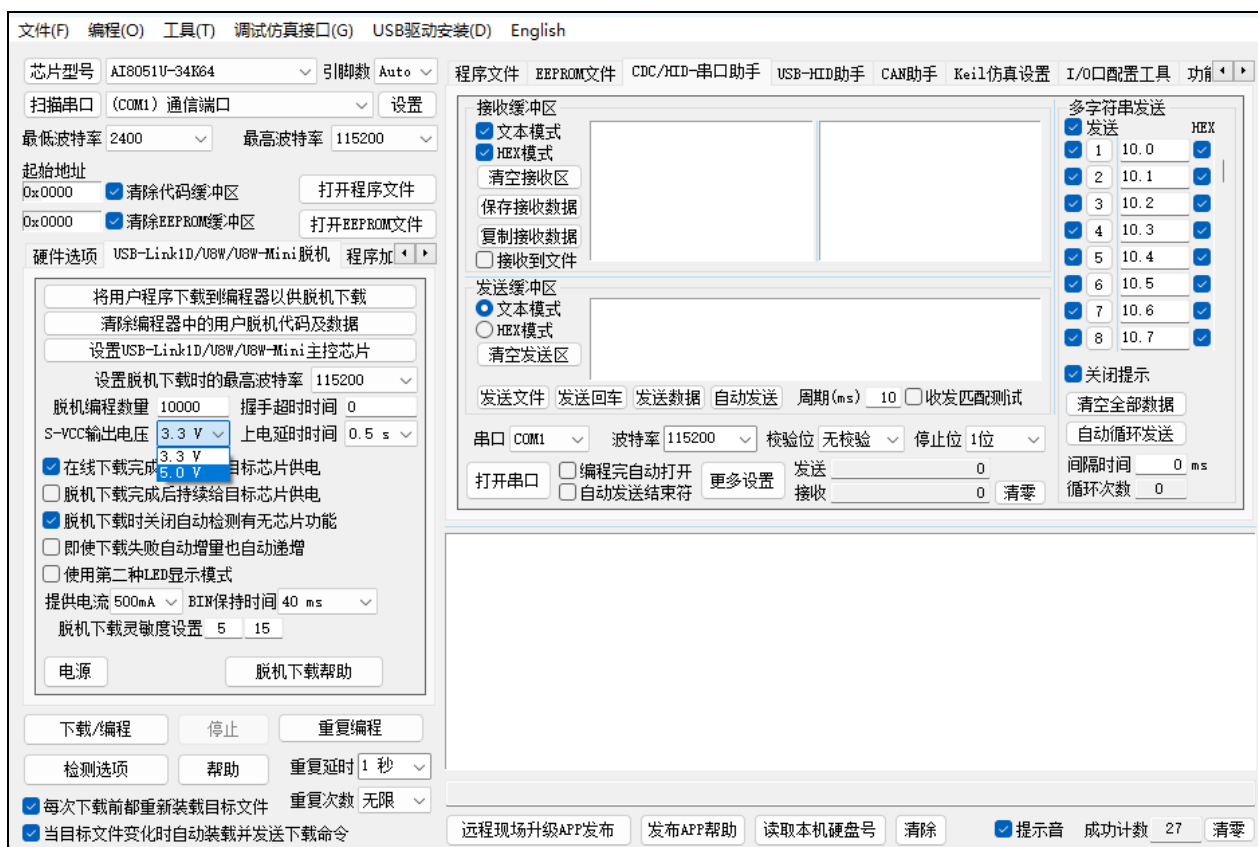 文件(F) 编程(O) 工具(T) 调试仿真接口(G) USB驱动安装(D) English
芯片型号 AI8051U-34K64 引脚数 Auto
扫描串口 (COM1) 通信端口 设置
最低波特率 2400 最高波特率 115200
起始地址
0x0000 清除代码缓冲区 打开程序文件
0x0000 清除EEPROM缓冲区 打开EEPROM文件
硬件选项 USB-Link1D/U8W/U8W-Mini脱机 程序加
将用户程序下载到编程器以供脱机下载
清除编程器中的用户脱机代码及数据
设置USB-Link1D/U8W/U8W-Mini主控芯片
设置脱机下载时的最高波特率 115200
脱机编程数量 10000 握手超时时间 0
S-VCC输出电压 3.3 V 上电延时时间 0.5 s
3.3 V
5.0 V
在线下载完成 目标芯片供电
脱机下载完成后持续给目标芯片供电
脱机下载时关闭自动检测有无芯片功能
即使下载失败自动增量也自动递增
使用第二种LED显示模式
提供电流 500mA BIN保持时间 40 ms
脱机下载灵敏度设置 5 15
电源 脱机下载帮助
下载/编程 停止 重复编程
检测选项 帮助 重复延时 1 秒
每次下载前都重新装载目标文件 重复次数 无限
当目标文件变化时自动装载并发送下载命令
程序文件 EEPROM文件 CDC/HID-串口助手 USB-HID助手 CAN助手 Keil仿真设置 I/O口配置工具
接收缓冲区
文本模式
HEX模式
清空接收区
保存接收数据
复制接收数据
接收到文件
发送缓冲区
文本模式
HEX模式
清空发送区
发送文件 发送回车 发送数据 自动发送 周期(ms) 10 收发匹配测试
串口 COM1 波特率 115200 校验位 无校验 停止位 1位
打开串口 编程完自动打开 更多设置 发送 0
自动发送结束符 接收 0 清零
多字符串发送
发送 HEX
1 10.0
2 10.1
3 10.2
4 10.3
5 10.4
6 10.5
7 10.6
8 10.7
关闭提示
清空全部数据
自动循环发送
间隔时间 0 ms
循环次数 0
远程现场升级APP发布 发布APP帮助 读取本机硬盘号 清除 提示音 成功计数 27 清零